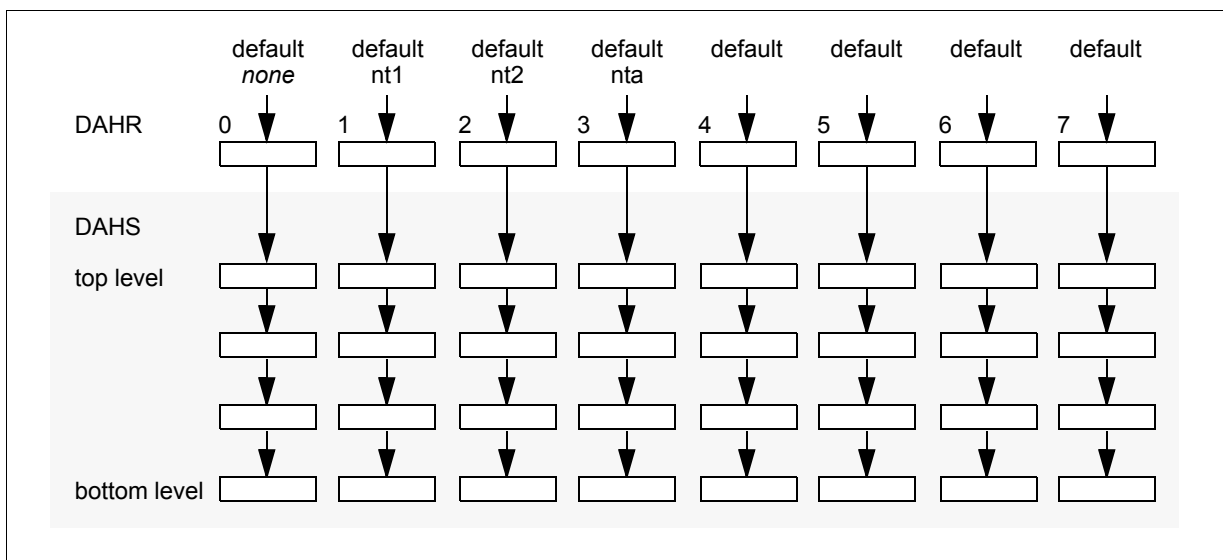 default default default default default default default default
none nt1 nt2 nta
DAHR 0 1 2 3 4 5 6 7
DAHS
top level
bottom level